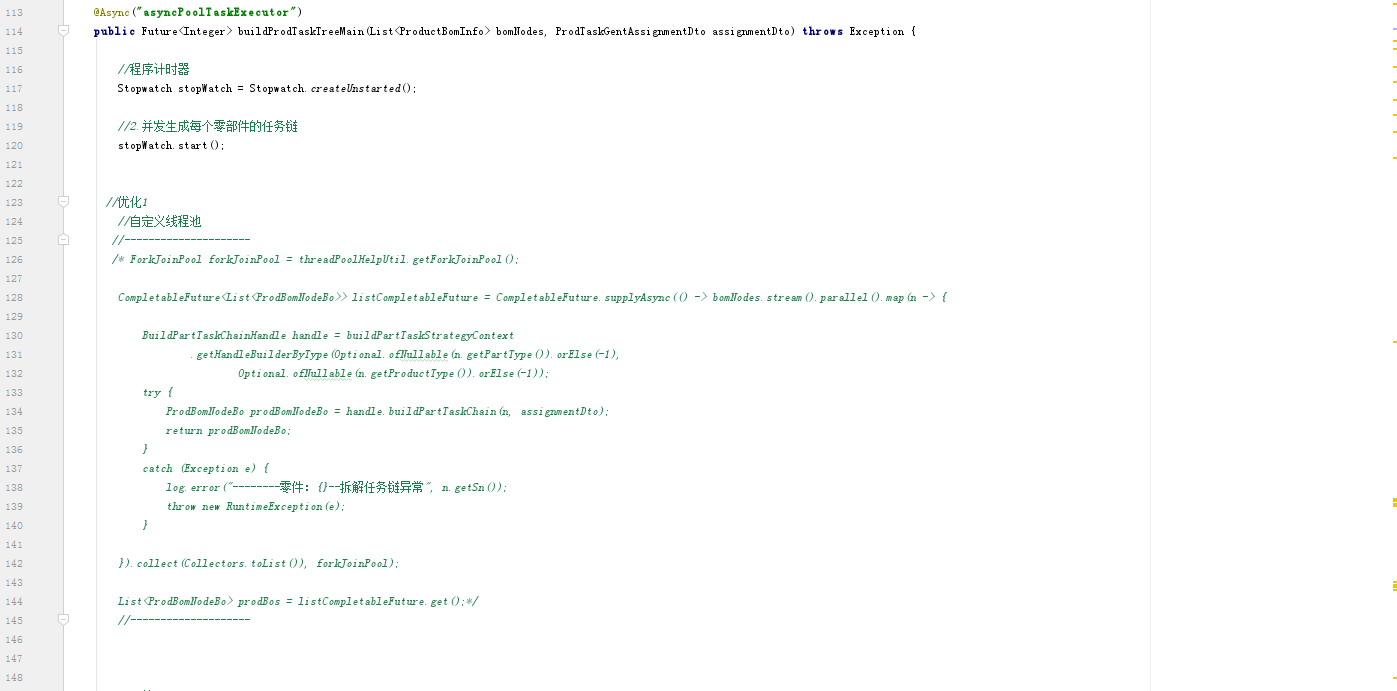 113 @Async("asyncPoolTaskExecutor")
114 public Future<Integer> buildProdTaskTreeMain(List<ProductBomInfo> bomNodes, ProdTaskGentAssignmentDto assignmentDto) throws Exception {
115
116 //程序计时器
117 Stopwatch stopWatch = Stopwatch.createUnstarted();
118
119 //2.并发生成每个零部件的任务链
120 stopWatch.start();
121
122
123 //优化1
124 //自定义线程池
125 //---------------------
126 /* ForkJoinPool forkJoinPool = threadPoolHelpUtil.getForkJoinPool();
127
128 CompletableFuture<List<ProdBomNodeBo>> listCompletableFuture = CompletableFuture.supplyAsync(() -> bomNodes.stream().parallel().map(n -> {
129
130 BuildPartTaskChainHandle handle = buildPartTaskStrategyContext
131 .getHandleBuilderByType(Optional.ofNullable(n.getPartType()).orElse(-1),
132 Optional.ofNullable(n.getProductType()).orElse(-1));
133 try {
134 ProdBomNodeBo prodBomNodeBo = handle.buildPartTaskChain(n, assignmentDto);
135 return prodBomNodeBo;
136 }
137 catch (Exception e) {
138 log.error("--------零件: {}--拆解任务链异常", n.getSn());
139 throw new RuntimeException(e);
140 }
141
142 }).collect(Collectors.toList()), forkJoinPool);
143
144 List<ProdBomNodeBo> prodBos = listCompletableFuture.get();*/
145 //--------------------
146
147
148